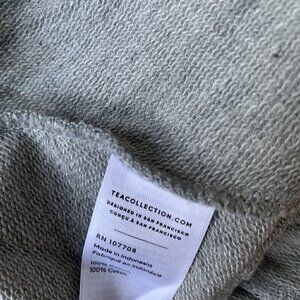 TEACOLLECTION.COM
DESIGNED IN SAN FRANCISCO
CONÇU À SAN FRANCISCO
RN 107708
Made in Indonesia
Fabriqué en Indonésie
100% Cotton